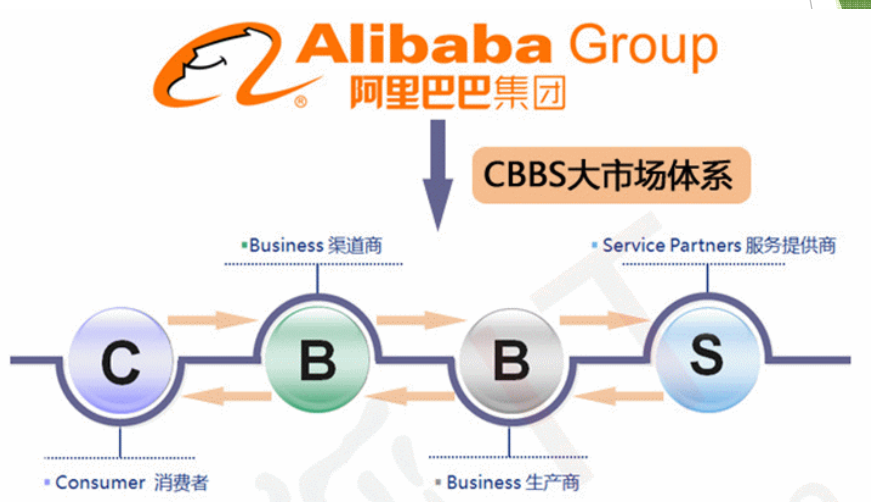 Alibaba Group
阿里巴巴集团
CBBS大市场体系
Business 渠道商
Service Partners 服务提供商
C
B
B
S
Consumer 消费者
Business 生产商